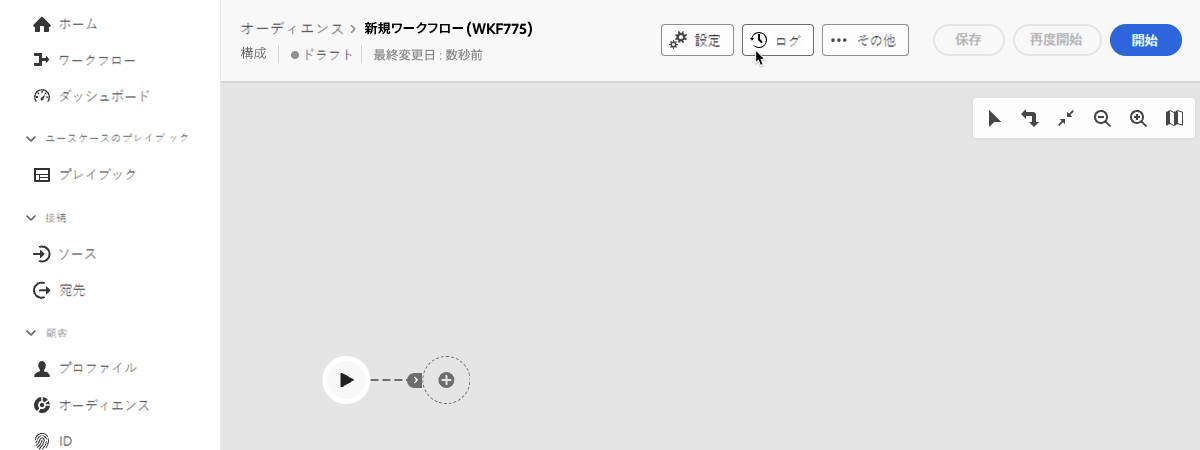 ホーム
ワークフロー
ダッシュボード
ユースケースのプレイブック
プレイブック
接続
ソース
宛先
顧客
プロファイル
オーディエンス
ID
オーディエンス > 新規ワークフロー (WKF775)
構成 ドラフト 最終変更日 : 数秒前
設定
ログ
その他
保存
再度開始
開始